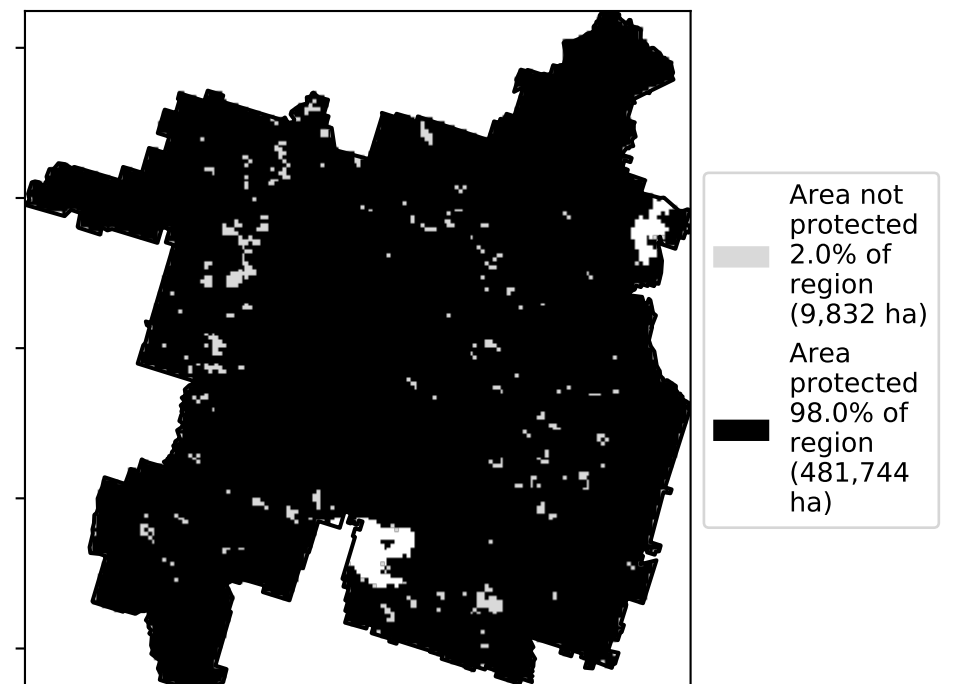 Area not
protected
2.0% of
region
(9,832 ha)
Area
protected
98.0% of
region
(481,744
ha)